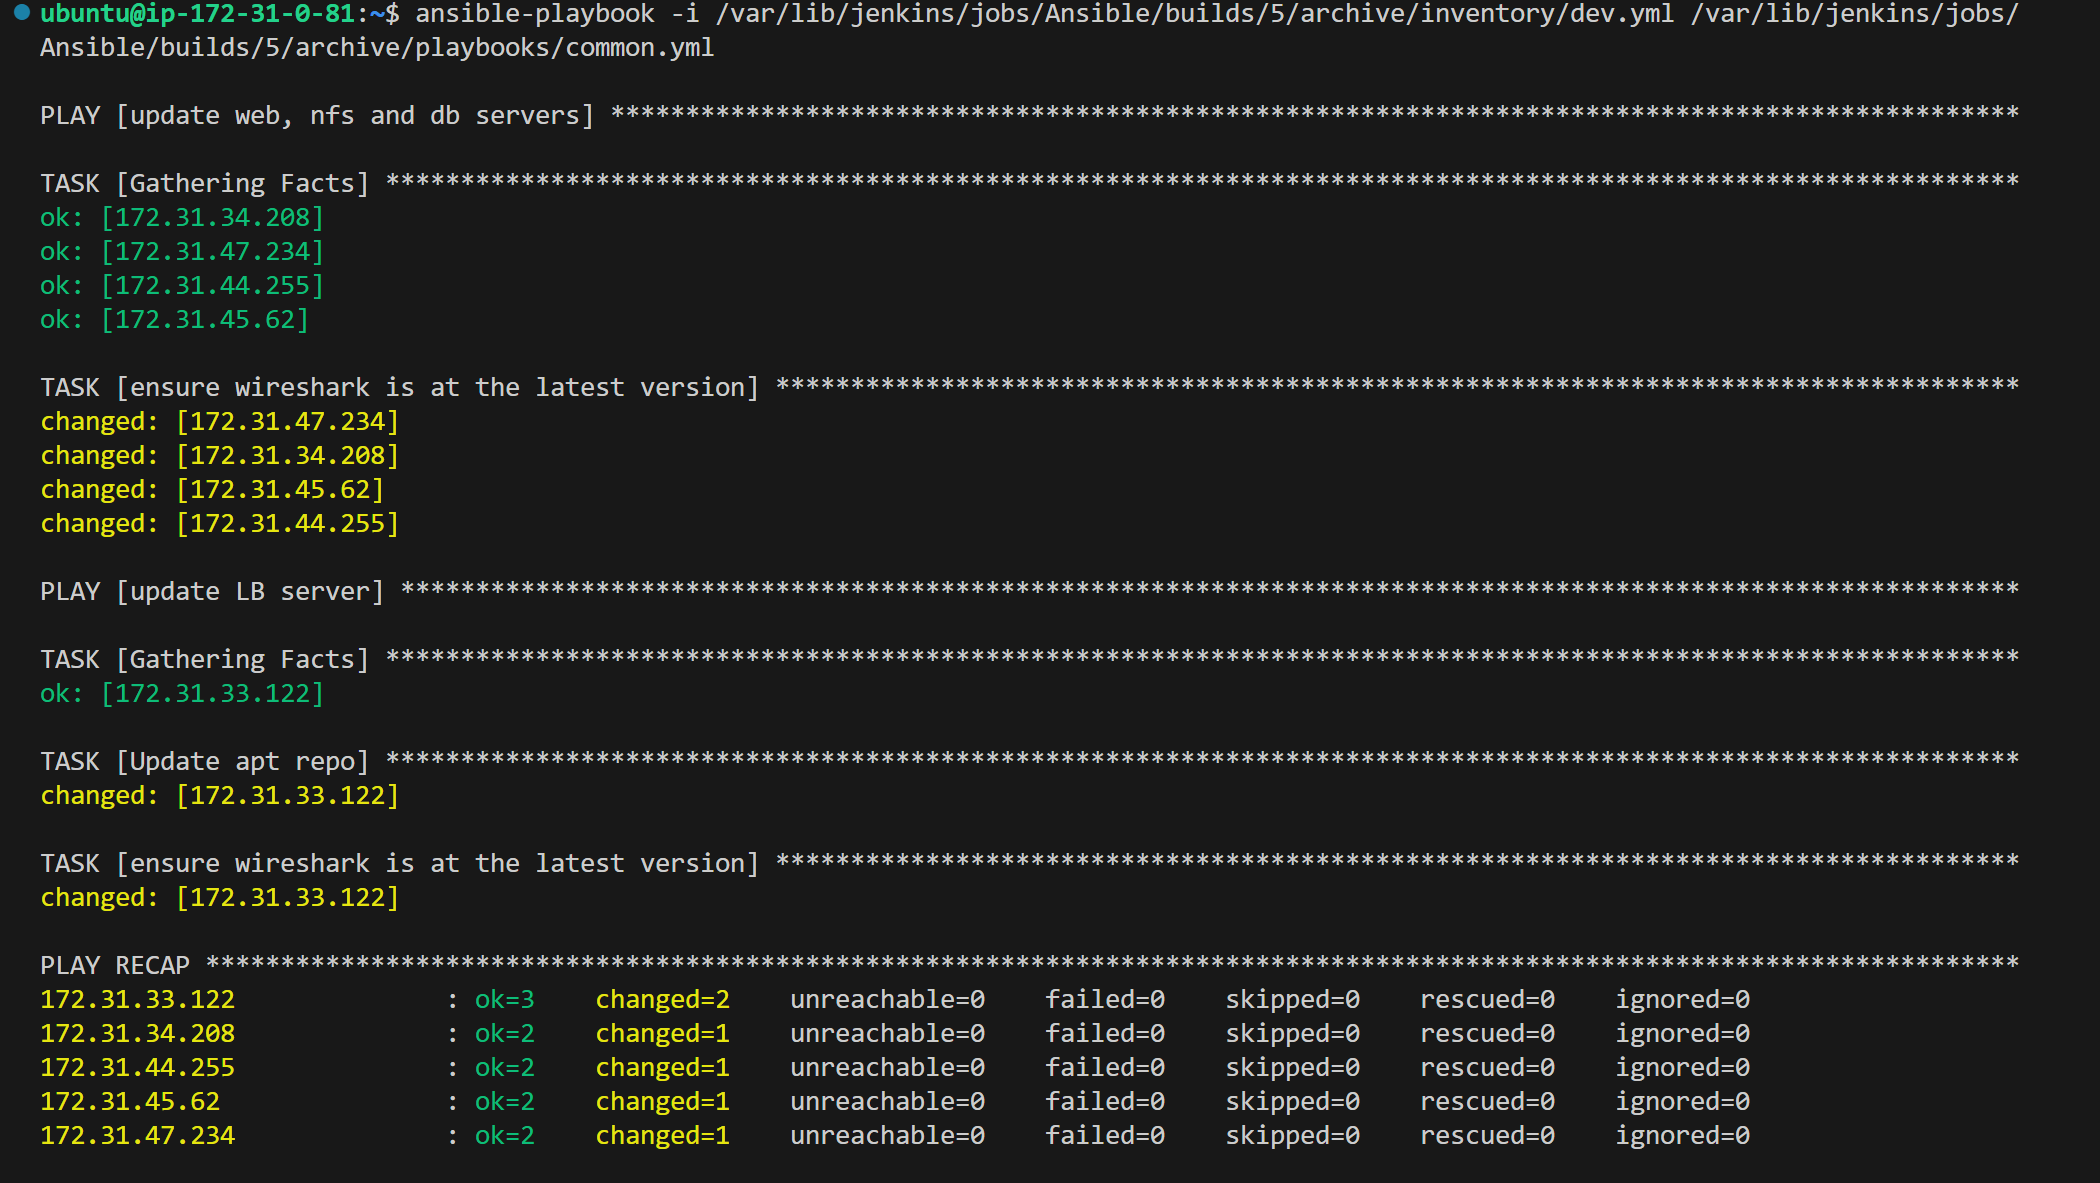 ubuntu@ip-172-31-0-81:~$ ansible-playbook -i /var/lib/jenkins/jobs/Ansible/builds/5/archive/inventory/dev.yml /var/lib/jenkins/jobs/
Ansible/builds/5/archive/playbooks/common.yml
PLAY [update web, nfs and db servers] **********************************************************************************************
TASK [Gathering Facts] *************************************************************************************************************
ok: [172.31.34.208]
ok: [172.31.47.234]
ok: [172.31.44.255]
ok: [172.31.45.62]
TASK [ensure wireshark is at the latest version] ***********************************************************************************
changed: [172.31.47.234]
changed: [172.31.34.208]
changed: [172.31.45.62]
changed: [172.31.44.255]
PLAY [update LB server] ************************************************************************************************************
TASK [Gathering Facts] *************************************************************************************************************
ok: [172.31.33.122]
TASK [Update apt repo] *************************************************************************************************************
changed: [172.31.33.122]
TASK [ensure wireshark is at the latest version] ***********************************************************************************
changed: [172.31.33.122]
PLAY RECAP *************************************************************************************************************************
172.31.33.122              : ok=3    changed=2    unreachable=0    failed=0    skipped=0    rescued=0    ignored=0
172.31.34.208              : ok=2    changed=1    unreachable=0    failed=0    skipped=0    rescued=0    ignored=0
172.31.44.255              : ok=2    changed=1    unreachable=0    failed=0    skipped=0    rescued=0    ignored=0
172.31.45.62               : ok=2    changed=1    unreachable=0    failed=0    skipped=0    rescued=0    ignored=0
172.31.47.234              : ok=2    changed=1    unreachable=0    failed=0    skipped=0    rescued=0    ignored=0